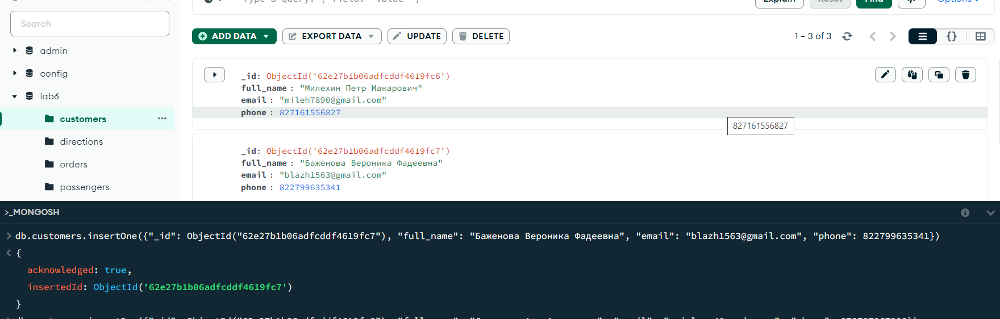 Search
Options
ADD DATA
EXPORT DATA
UPDATE
DELETE
1 – 3 of 3
{}
admin
config
lab6
customers
directions
orders
passengers
_id: ObjectId('62e27b1b06adfcddf4619fc6')
full_name : "Милехин Петр Макарович"
email : "mileh7890@gmail.com"
phone : 827161556827
827161556827
_id: ObjectId('62e27b1b06adfcddf4619fc7')
full_name : "Баженова Вероника Фадеевна"
email : "blazh1563@gmail.com"
phone : 822799635341
>_MONGOSH
db.customers.insertOne({"_id": ObjectId("62e27b1b06adfcddf4619fc7"), "full_name": "Баженова Вероника Фадеевна", "email": "blazh1563@gmail.com", "phone": 822799635341})
{
acknowledged: true,
insertedId: ObjectId('62e27b1b06adfcddf4619fc7')
}